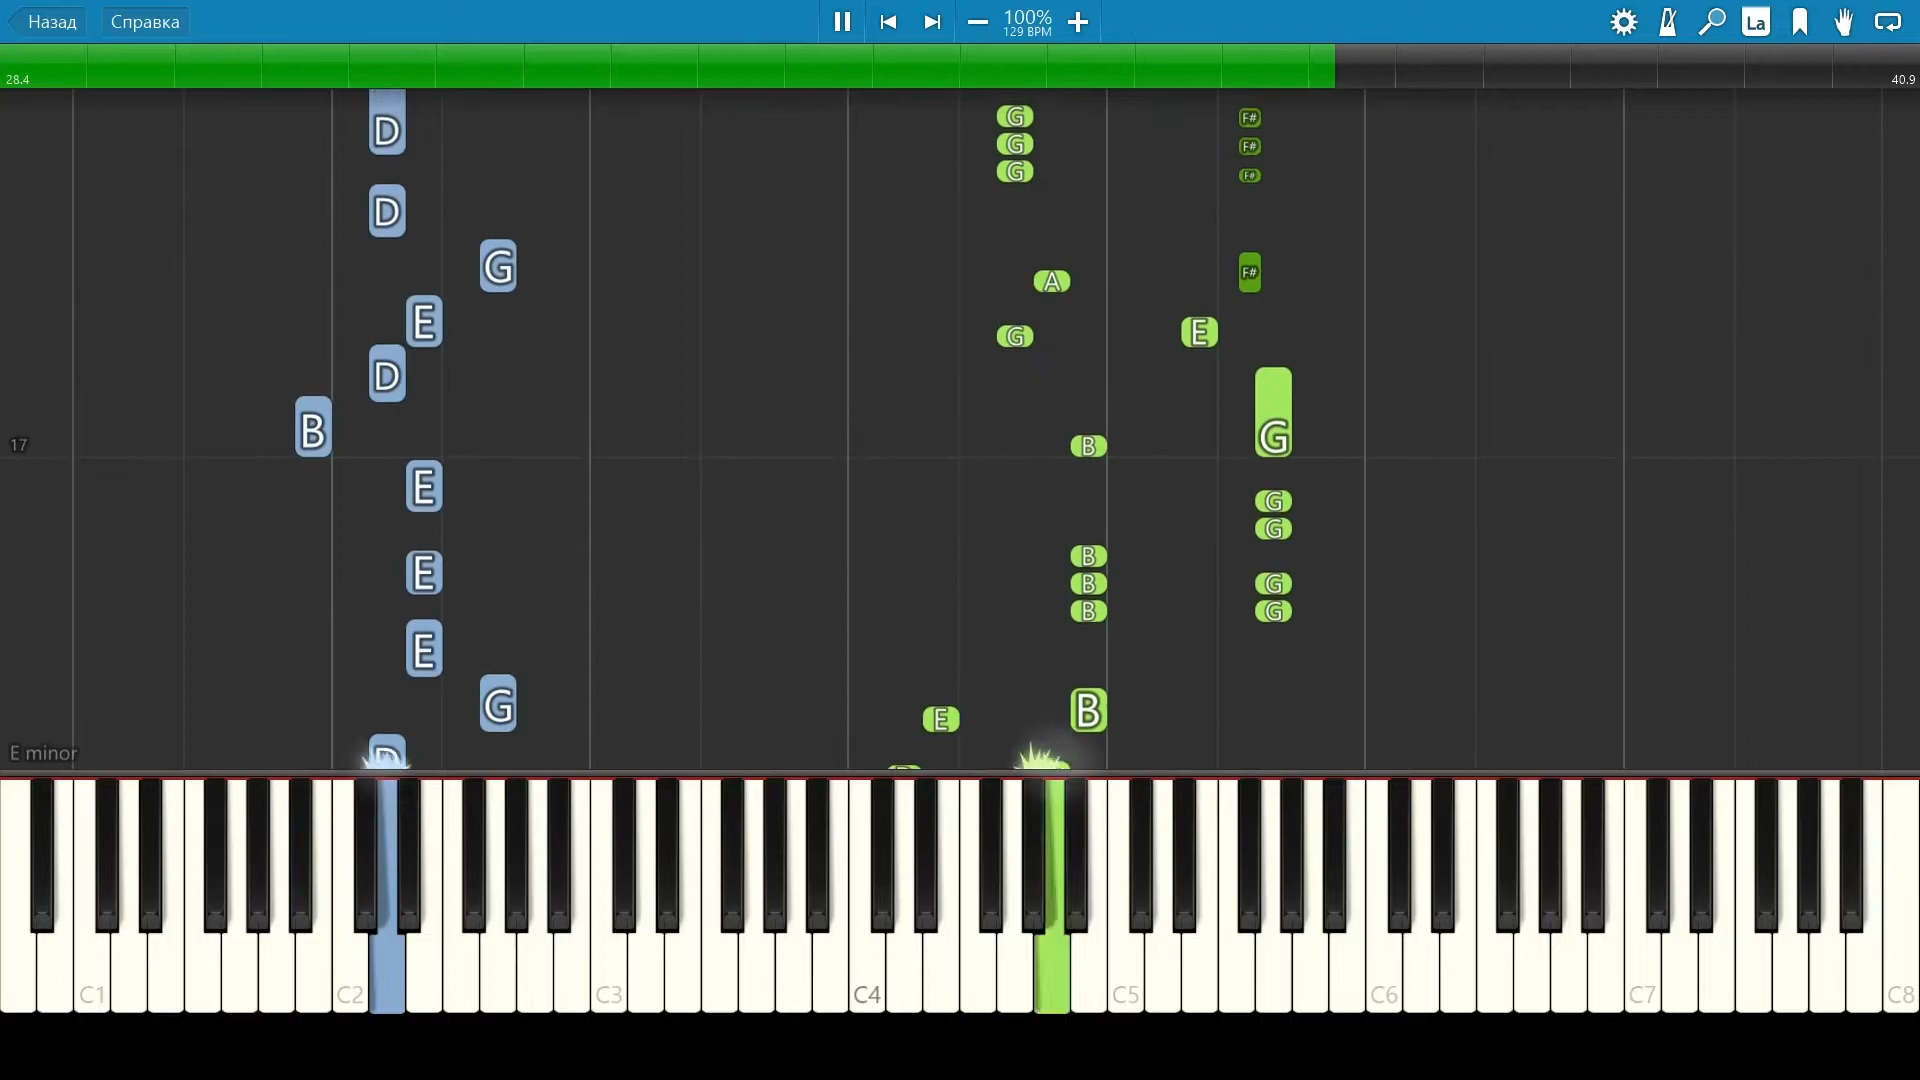 Назад Справка 100% La
129 BPM
28.4 40.9
D G F#
G F#
G F#
D
G A F#
E G E
D
B G
17 B
E G
G
E B G
B G
E B
G E B
E minor D
C1 C2 C3 C4 C5 C6 C7 C8